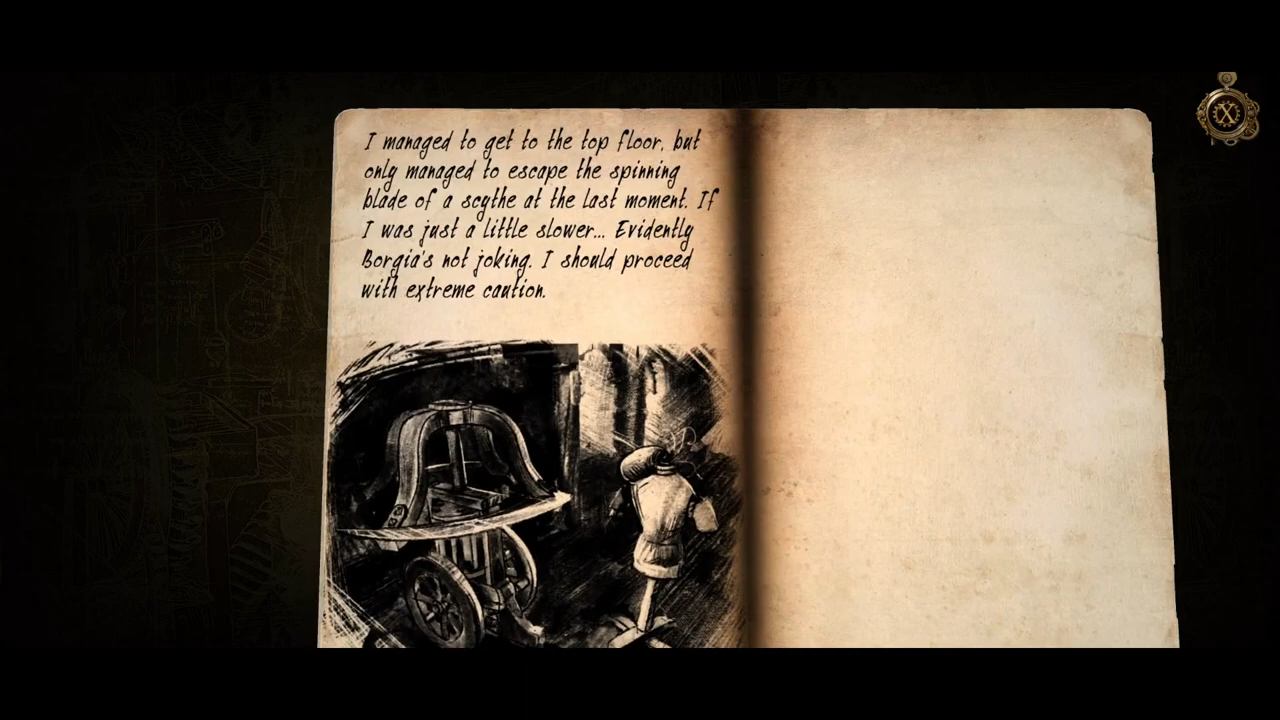 I managed to get to the top floor, but
only managed to escape the spinning
blade of a scythe at the last moment. If
I was just a little slower... Evidently
Borgia's not joking. I should proceed
with extreme caution.
X